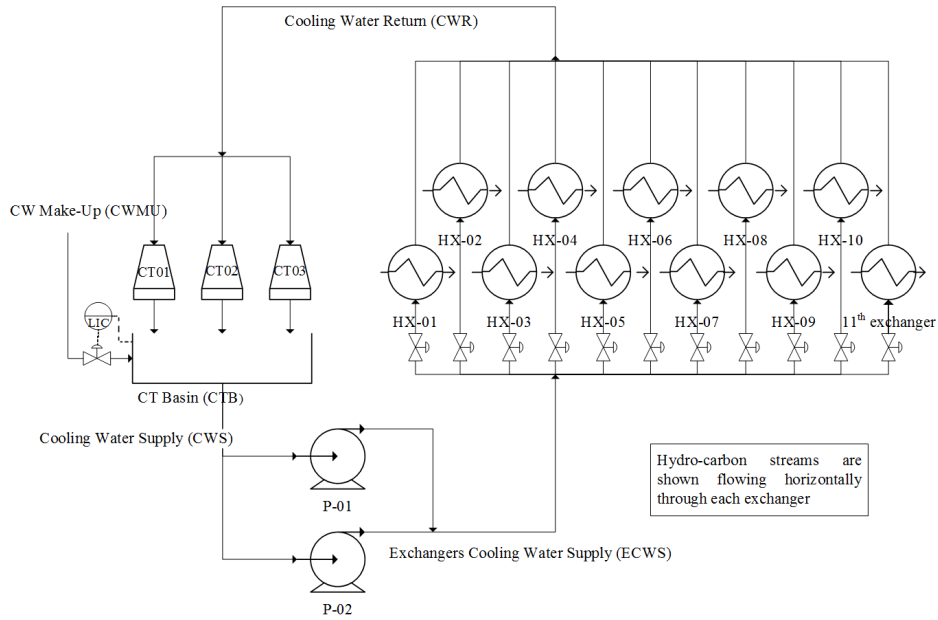 Cooling Water Return (CWR)
CW Make-Up (CWMU)
CT01
CT02
CT03
LIC
CT Basin (CTB)
Cooling Water Supply (CWS)
HX-02
HX-04
HX-06
HX-08
HX-10
HX-01
HX-03
HX-05
HX-07
HX-09
11th exchanger
P-01
P-02
Exchangers Cooling Water Supply (ECWS)
Hydro-carbon streams are
shown flowing horizontally
through each exchanger